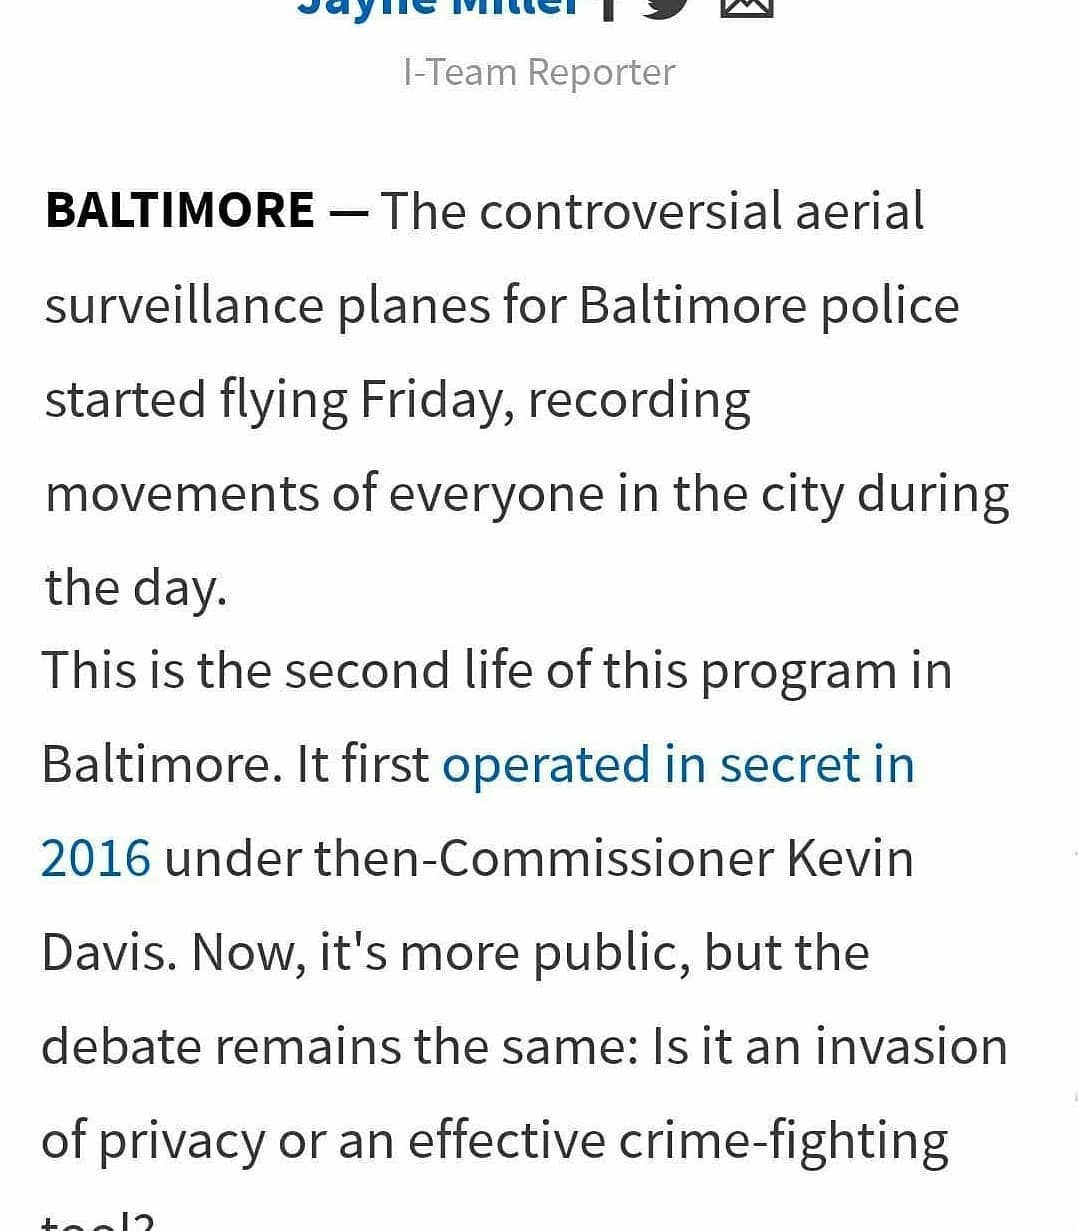 Jayne Miller
I-Team Reporter
BALTIMORE — The controversial aerial
surveillance planes for Baltimore police
started flying Friday, recording
movements of everyone in the city during
the day.
This is the second life of this program in
Baltimore. It first operated in secret in
2016 under then-Commissioner Kevin
Davis. Now, it's more public, but the
debate remains the same: Is it an invasion
of privacy or an effective crime-fighting
tool?